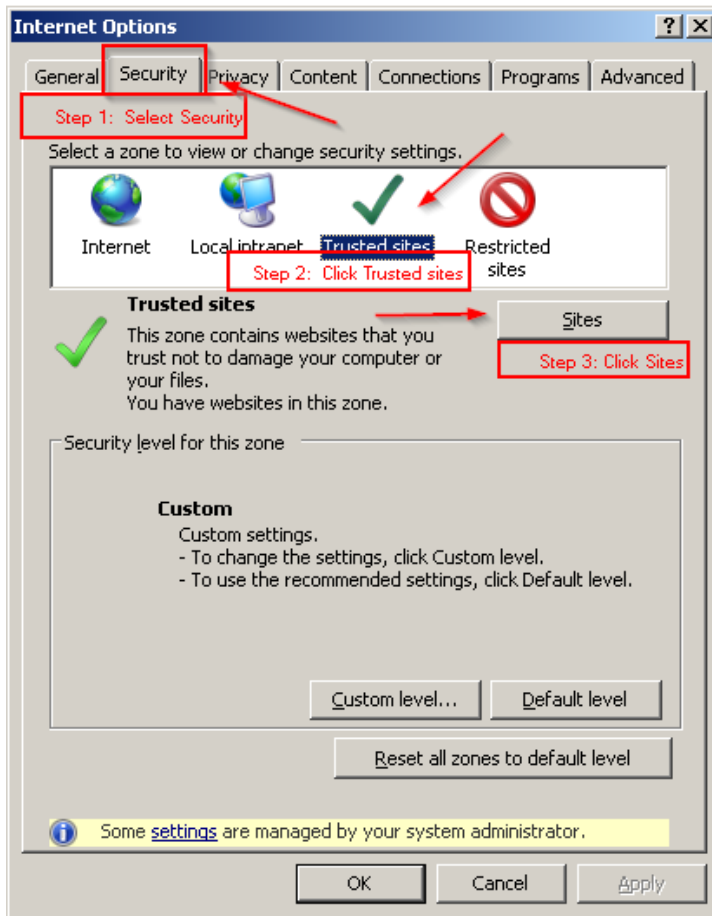 Internet Options
General Security Privacy Content Connections Programs Advanced
Step 1: Select Security
Select a zone to view or change security settings.
Internet Local intranet Trusted sites Restricted sites
Step 2: Click Trusted sites
Trusted sites
Sites
Step 3: Click Sites
This zone contains websites that you
trust not to damage your computer or
your files.
You have websites in this zone.
Security level for this zone
Custom
Custom settings.
- To change the settings, click Custom level.
- To use the recommended settings, click Default level.
Custom level... Default level
Reset all zones to default level
Some settings are managed by your system administrator.
OK Cancel Apply